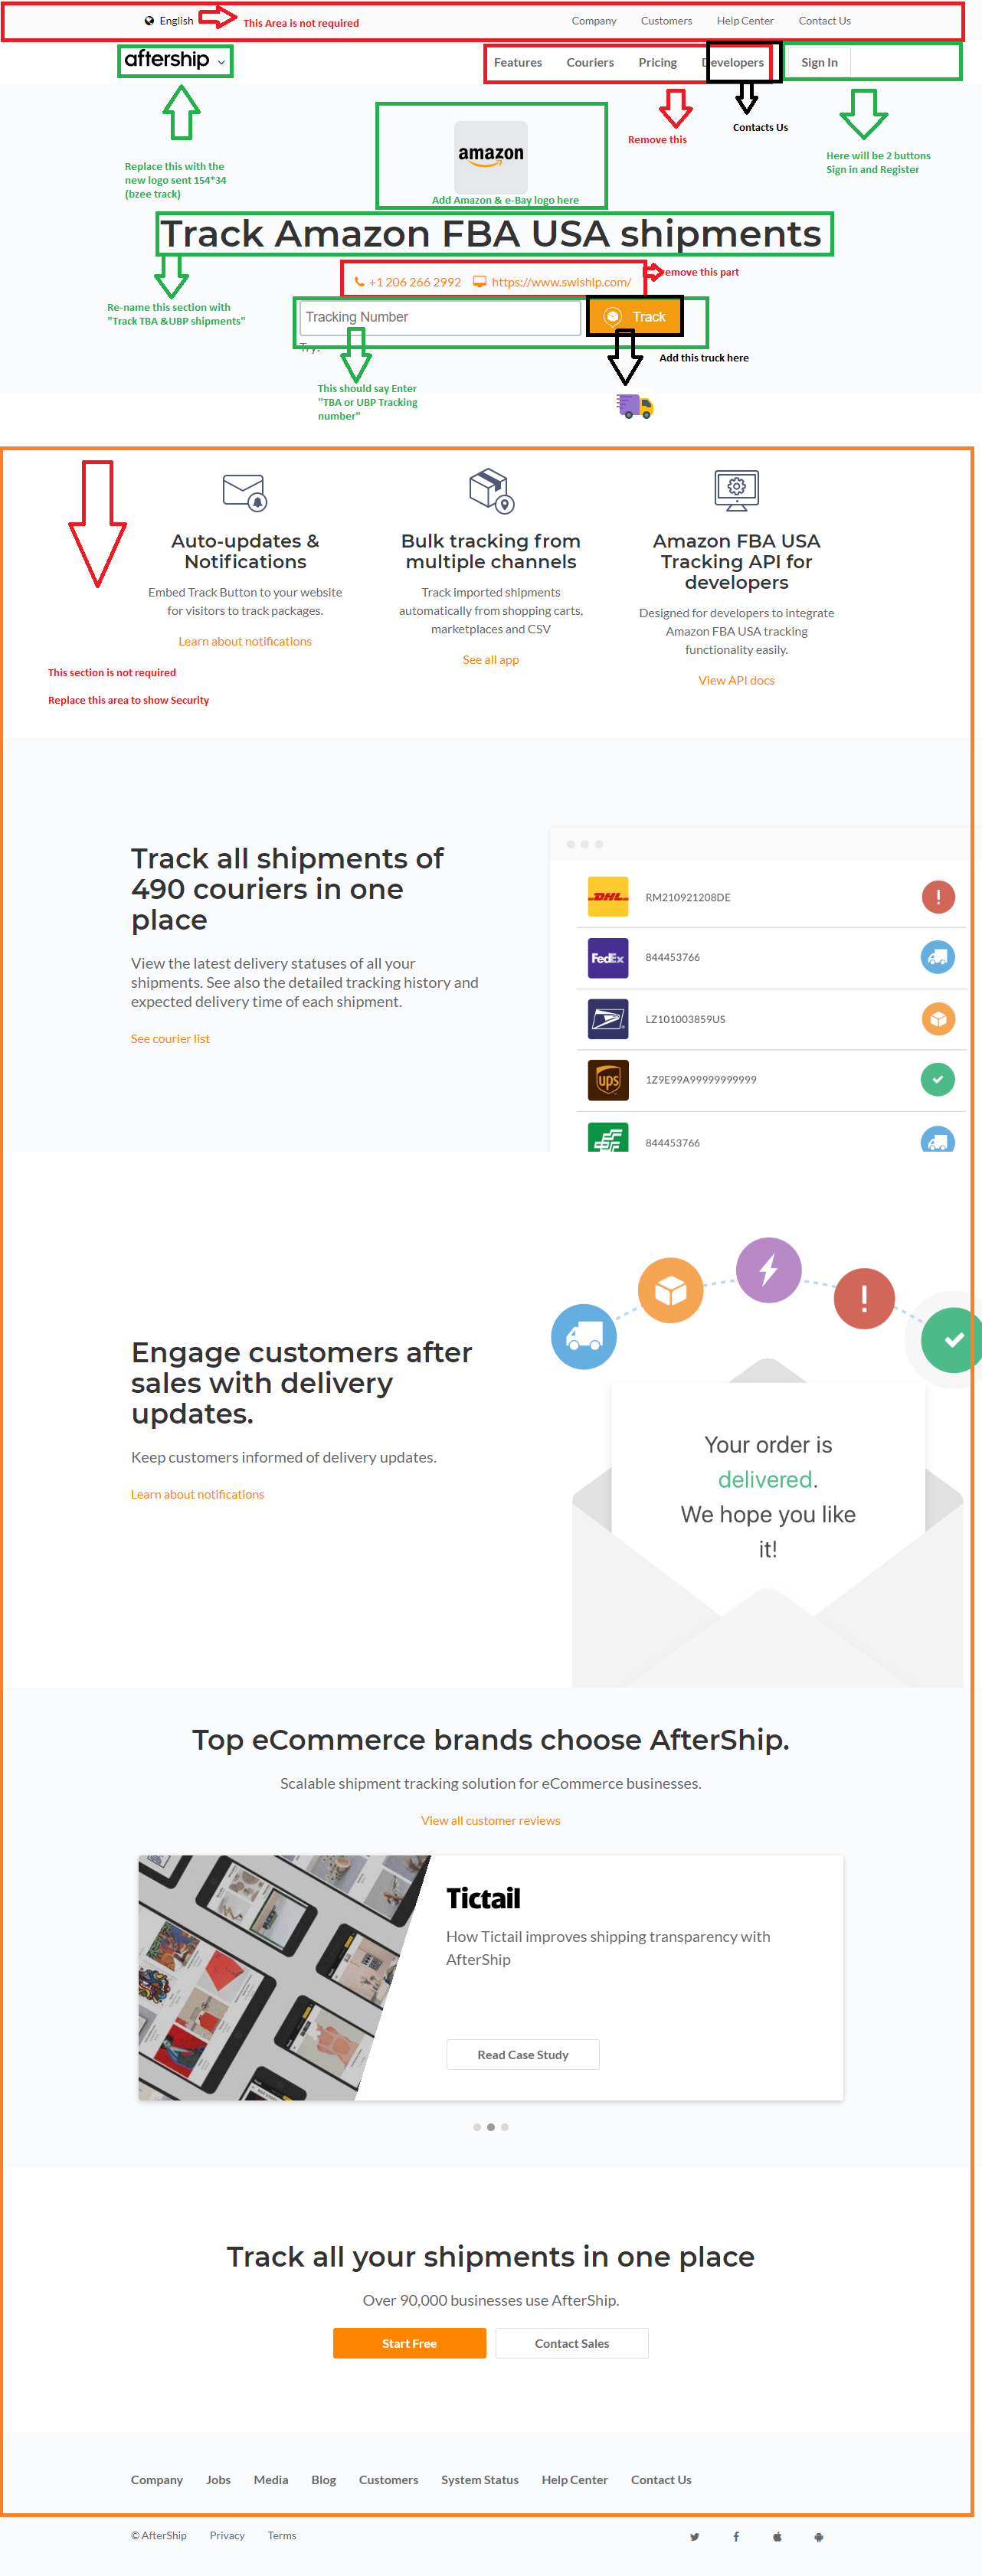 English
This Area is not required
Company Customers Help Center Contact Us
aftership
Features Couriers Pricing Developers Sign In
Contacts Us
Remove this
Replace this with the
new logo sent 154*34
(bzee track)
Here will be 2 buttons
Sign in and Register
amazon
Add Amazon & e-Bay logo here
Track Amazon FBA USA shipments
+1 206 266 2992 https://www.swiship.com/
remove this part
Re-name this section with
"Track TBA &UBP shipments"
Tracking Number
Track
Try:
Add this truck here
This should say Enter
"TBA or UBP Tracking
number"
Auto-updates &
Notifications
Embed Track Button to your website
for visitors to track packages.
Learn about notifications
Bulk tracking from
multiple channels
Track imported shipments
automatically from shopping carts,
marketplaces and CSV
See all app
Amazon FBA USA
Tracking API for
developers
Designed for developers to integrate
Amazon FBA USA tracking
functionality easily.
View API docs
This section is not required
Replace this area to show Security
Track all shipments of
490 couriers in one
place
View the latest delivery statuses of all your
shipments. See also the detailed tracking history and
expected delivery time of each shipment.
See courier list
DHL RM210921208DE
FedEx 844453766
LZ101003859US
ups 1Z9E99A99999999999
844453766
Engage customers after
sales with delivery
updates.
Keep customers informed of delivery updates.
Learn about notifications
Your order is
delivered.
We hope you like
it!
Top eCommerce brands choose AfterShip.
Scalable shipment tracking solution for eCommerce businesses.
View all customer reviews
Tictail
How Tictail improves shipping transparency with
AfterShip
Read Case Study
Track all your shipments in one place
Over 90,000 businesses use AfterShip.
Start Free Contact Sales
Company Jobs Media Blog Customers System Status Help Center Contact Us
© AfterShip Privacy Terms